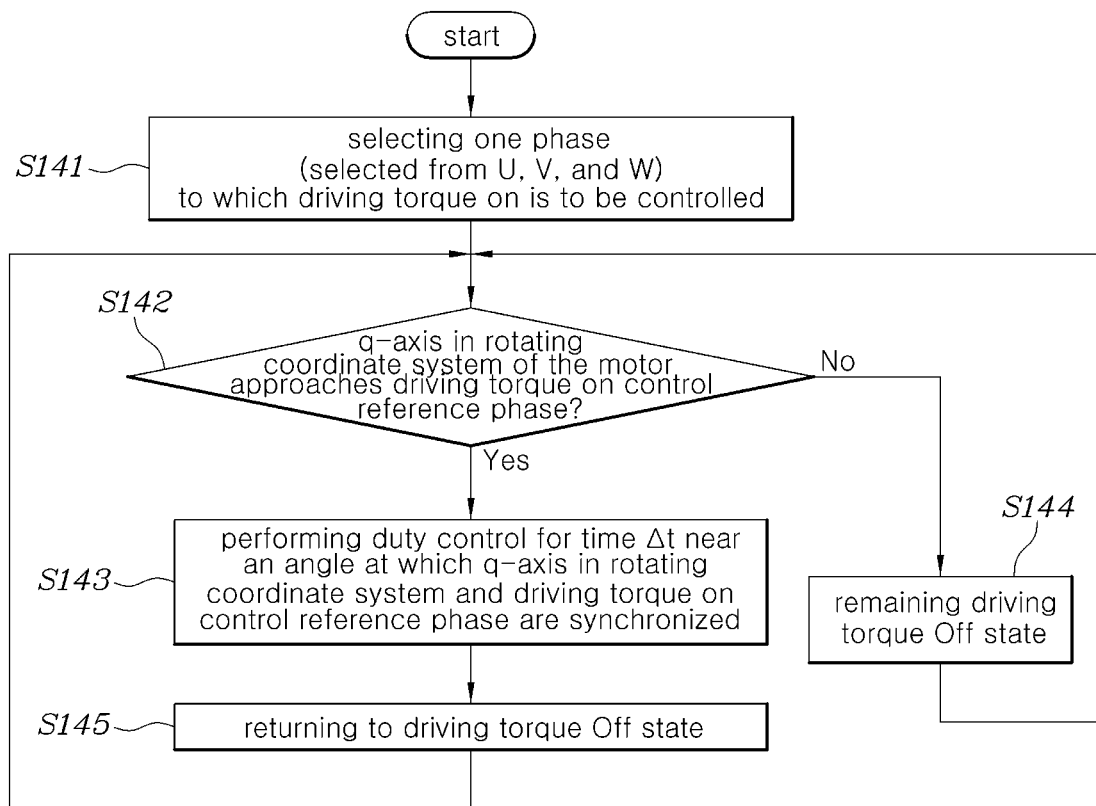 start
S141
selecting one phase
(selected from U, V, and W)
to which driving torque on is to be controlled
S142
q-axis in rotating
coordinate system of the motor
approaches driving torque on control
reference phase?
No
Yes
S143
performing duty control for time Δt near
an angle at which q-axis in rotating
coordinate system and driving torque on
control reference phase are synchronized
S144
remaining driving
torque Off state
S145
returning to driving torque Off state